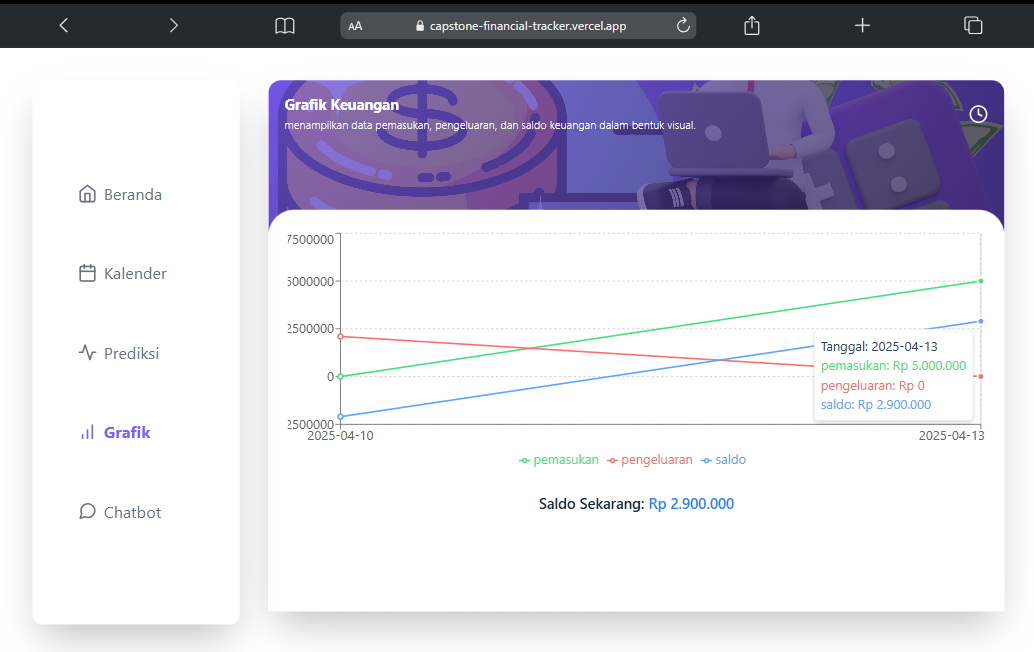 AA capstone-financial-tracker.vercel.app
Beranda
Kalender
Prediksi
Grafik
Chatbot
Grafik Keuangan
menampilkan data pemasukan, pengeluaran, dan saldo keuangan dalam bentuk visual.
7500000
5000000
2500000
0
2500000
2025-04-10
2025-04-13
Tanggal: 2025-04-13
pemasukan: Rp 5.000.000
pengeluaran: Rp 0
saldo: Rp 2.900.000
pemasukan pengeluaran saldo
Saldo Sekarang: Rp 2.900.000